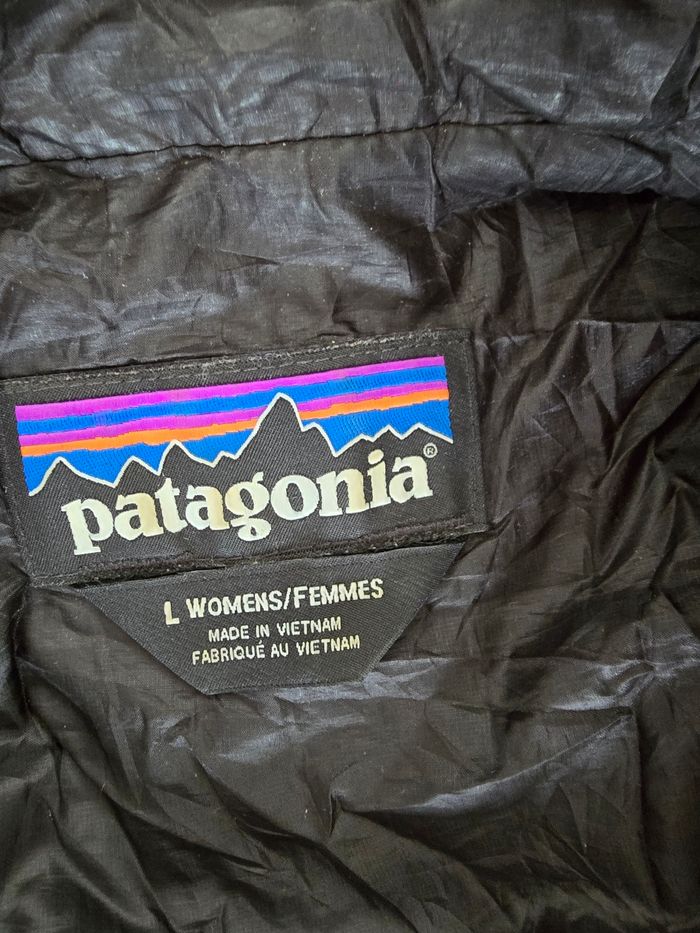 patagonia®
L WOMENS/FEMMES
MADE IN VIETNAM
FABRIQUÉ AU VIETNAM